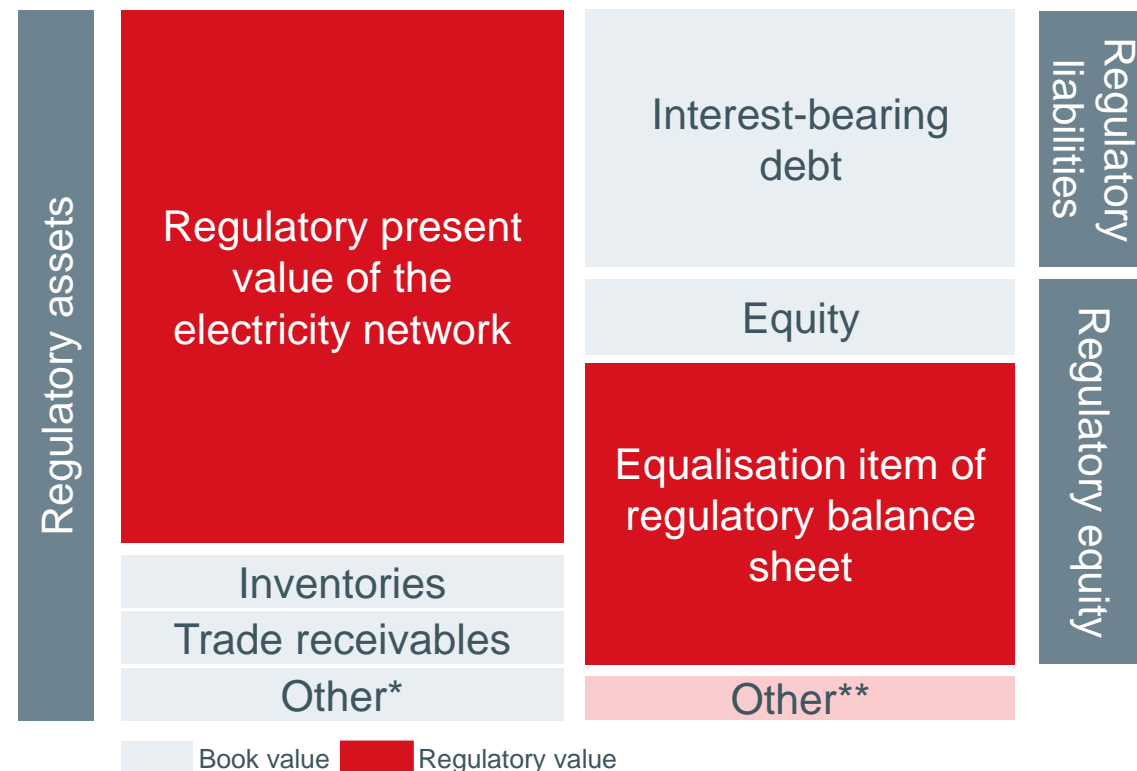 Regulatory assets
Regulatory present
value of the
electricity network
Inventories
Trade receivables
Other*
Interest-bearing
debt
Equity
Equalisation item of
regulatory balance
sheet
Other**
Regulatory
liabilities
Regulatory equity
Book value
Regulatory value